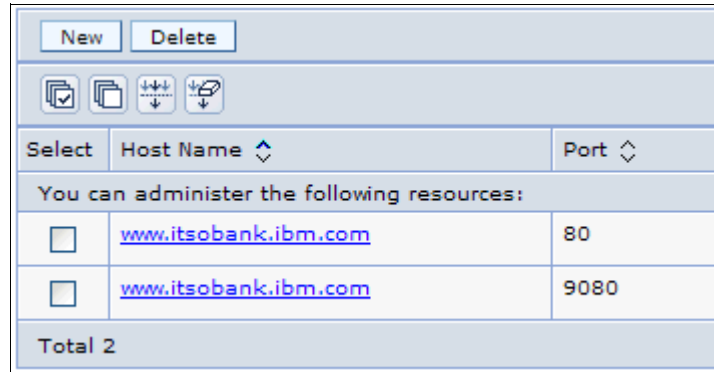 New Delete
Select Host Name Port
You can administer the following resources:
www.itsobank.ibm.com 80
www.itsobank.ibm.com 9080
Total 2